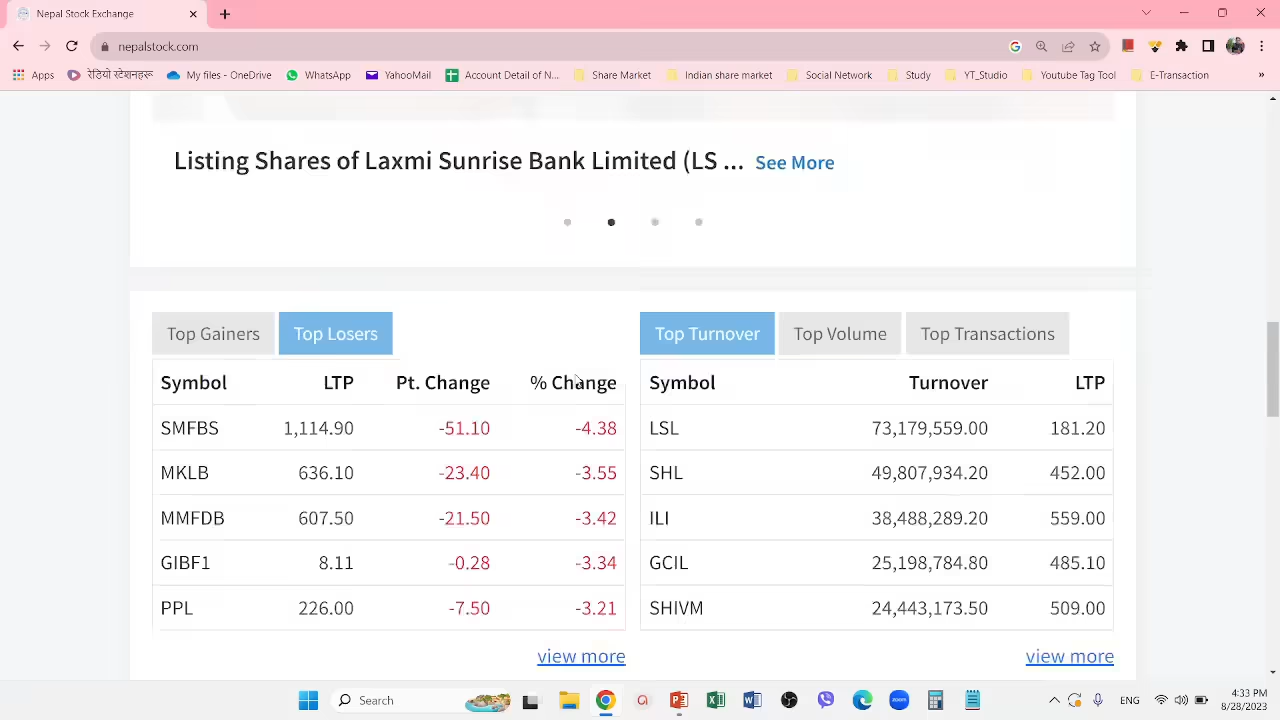 Nepal Stock Exchange
nepalstock.com
Apps
My files - OneDrive
WhatsApp
YahooMail
Account Detail of N...
Share Market
Indian share market
Social Network
Study
YT_studio
Youtube Tag Tool
E-Transaction
»
Listing Shares of Laxmi Sunrise Bank Limited (LS ... See More
Top Gainers Top Losers
Symbol LTP Pt. Change % Change
SMFBS 1,114.90 -51.10 -4.38
MKLB 636.10 -23.40 -3.55
MMFDB 607.50 -21.50 -3.42
GIBF1 8.11 -0.28 -3.34
PPL 226.00 -7.50 -3.21
view more
Top Turnover Top Volume Top Transactions
Symbol Turnover LTP
LSL 73,179,559.00 181.20
SHL 49,807,934.20 452.00
ILI 38,488,289.20 559.00
GCIL 25,198,784.80 485.10
SHIVM 24,443,173.50 509.00
view more
Search
ENG
4:33 PM
8/28/2023